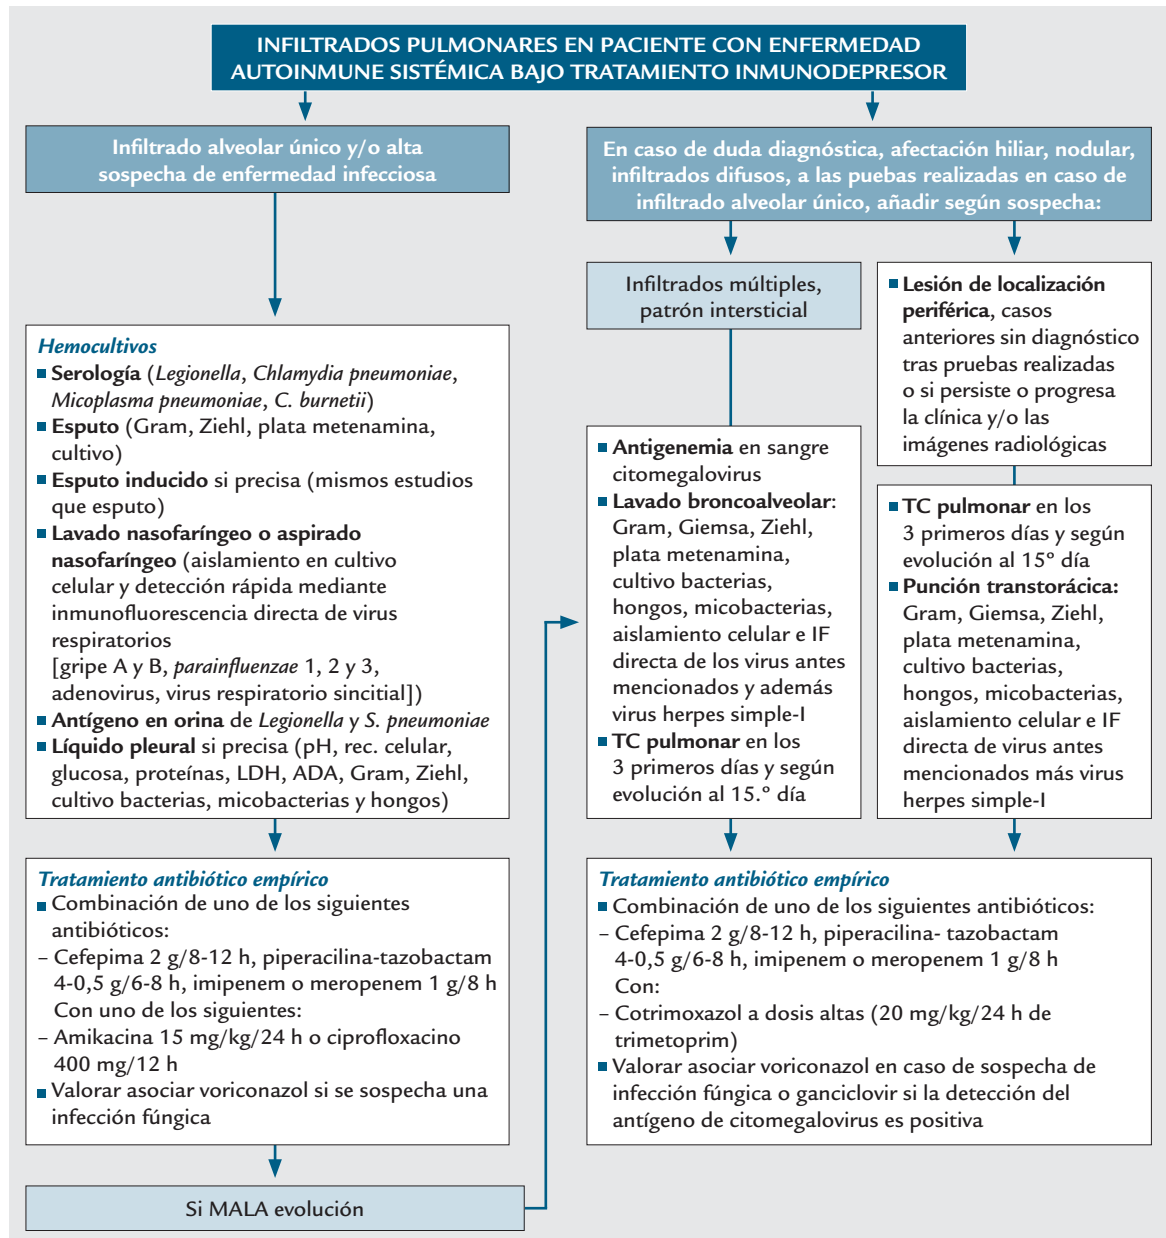 INFILTRADOS PULMONARES EN PACIENTE CON ENFERMEDAD
AUTOINMUNE SISTÉMICA BAJO TRATAMIENTO INMUNODEPRESOR
Infiltrado alveolar único y/o alta
sospecha de enfermedad infecciosa
Hemocultivos
■ Serología (Legionella, Chlamydia pneumoniae,
Micoplasma pneumoniae, C. burnetii)
■ Esputo (Gram, Ziehl, plata metenamina,
cultivo)
■ Esputo inducido si precisa (mismos estudios
que esputo)
■ Lavado nasofaríngeo o aspirado
nasofaríngeo (aislamiento en cultivo
celular y detección rápida mediante
inmunofluorescencia directa de virus
respiratorios
[gripe A y B, parainfluenzae 1, 2 y 3,
adenovirus, virus respiratorio sincitial])
■ Antígeno en orina de Legionella y S. pneumoniae
■ Líquido pleural si precisa (pH, rec. celular,
glucosa, proteínas, LDH, ADA, Gram, Ziehl,
cultivo bacterias, micobacterias y hongos)
Tratamiento antibiótico empírico
■ Combinación de uno de los siguientes
antibióticos:
– Cefepima 2 g/8-12 h, piperacilina-tazobactam
4-0,5 g/6-8 h, imipenem o meropenem 1 g/8 h
Con uno de los siguientes:
– Amikacina 15 mg/kg/24 h o ciprofloxacino
400 mg/12 h
■ Valorar asociar voriconazol si se sospecha una
infección fúngica
Si MALA evolución
En caso de duda diagnóstica, afectación hiliar, nodular,
infiltrados difusos, a las puebas realizadas en caso de
infiltrado alveolar único, añadir según sospecha:
Infiltrados múltiples,
patrón intersticial
■ Antigenemia en sangre
citomegalovirus
■ Lavado broncoalveolar:
Gram, Giemsa, Ziehl,
plata metenamina,
cultivo bacterias,
hongos, micobacterias,
aislamiento celular e IF
directa de los virus antes
mencionados y además
virus herpes simple-I
■ TC pulmonar en los
3 primeros días y según
evolución al 15.º día
■ Lesión de localización
periférica, casos
anteriores sin diagnóstico
tras pruebas realizadas
o si persiste o progresa
la clínica y/o las
imágenes radiológicas
■ TC pulmonar en los
3 primeros días y según
evolución al 15º día
■ Punción transtorácica:
Gram, Giemsa, Ziehl,
plata metenamina,
cultivo bacterias,
hongos, micobacterias,
aislamiento celular e IF
directa de virus antes
mencionados más virus
herpes simple-I
Tratamiento antibiótico empírico
■ Combinación de uno de los siguientes antibióticos:
– Cefepima 2 g/8-12 h, piperacilina- tazobactam
4-0,5 g/6-8 h, imipenem o meropenem 1 g/8 h
Con:
– Cotrimoxazol a dosis altas (20 mg/kg/24 h de
trimetoprim)
■ Valorar asociar voriconazol en caso de sospecha de
infección fúngica o ganciclovir si la detección del
antígeno de citomegalovirus es positiva